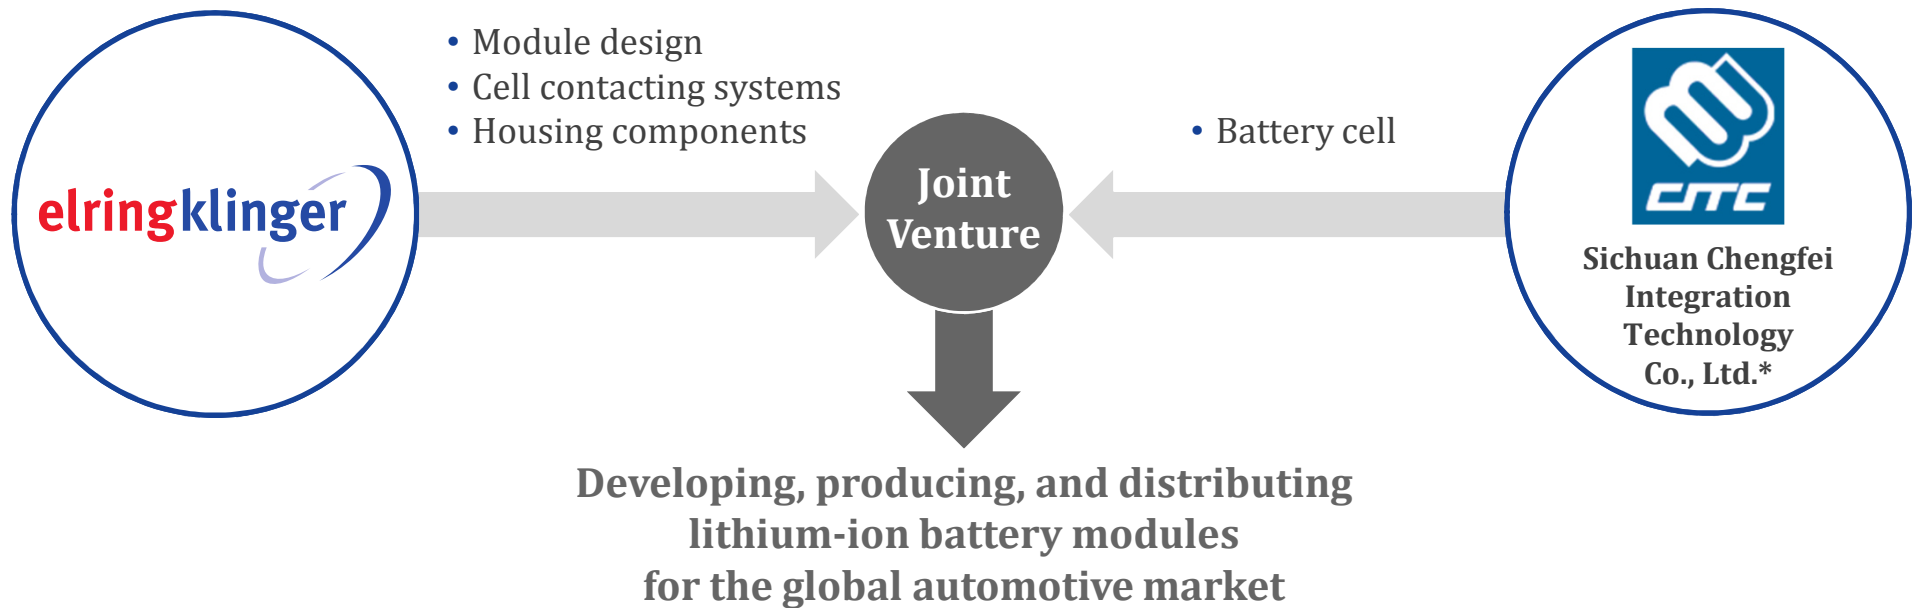 • Module design
• Cell contacting systems
• Housing components
elringklinger
Joint
Venture
• Battery cell
CITC
Sichuan Chengfei
Integration
Technology
Co., Ltd.*
Developing, producing, and distributing
lithium-ion battery modules
for the global automotive market